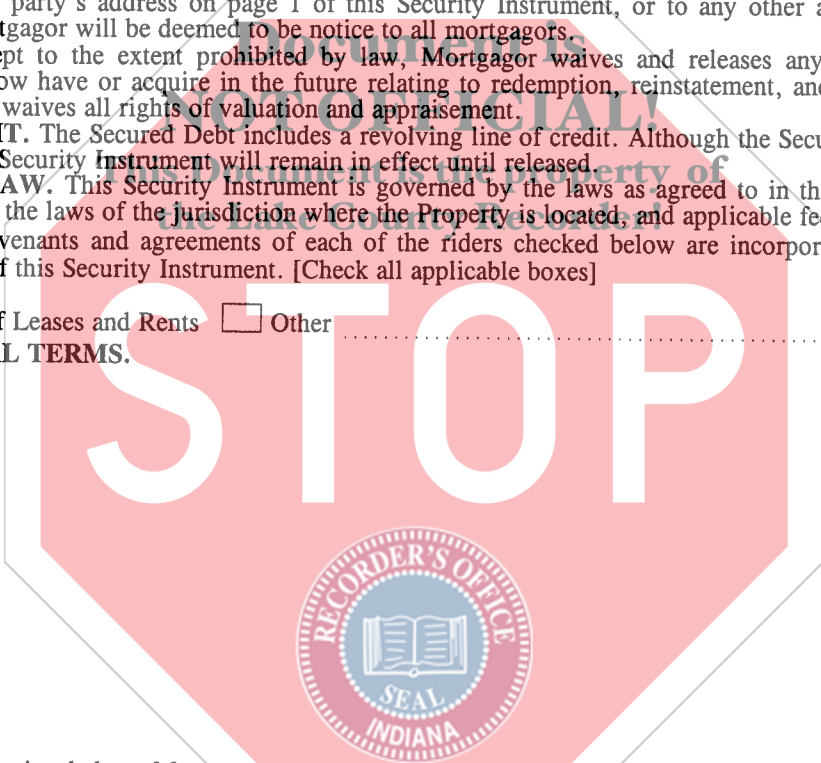 party's address on page 1 of this Security Instrument, or to any other a
tgagor will be deemed to be notice to all mortgagors.
ept to the extent prohibited by law, Mortgagor waives and releases any
ow have or acquire in the future relating to redemption, reinstatement, and
waives all rights of valuation and appraisement.
IT. The Secured Debt includes a revolving line of credit. Although the Secu
Security Instrument will remain in effect until released.
AW. This Security Instrument is governed by the laws as agreed to in th
the laws of the jurisdiction where the Property is located, and applicable fe
venants and agreements of each of the riders checked below are incorpor
f this Security Instrument. [Check all applicable boxes]
f Leases and Rents Other
L TERMS.
Document is
NOT OFFICIAL!
This Document is the property of
the Lake County Recorder!
STOP
RECORDER'S OFFICE
SEAL
INDIANA